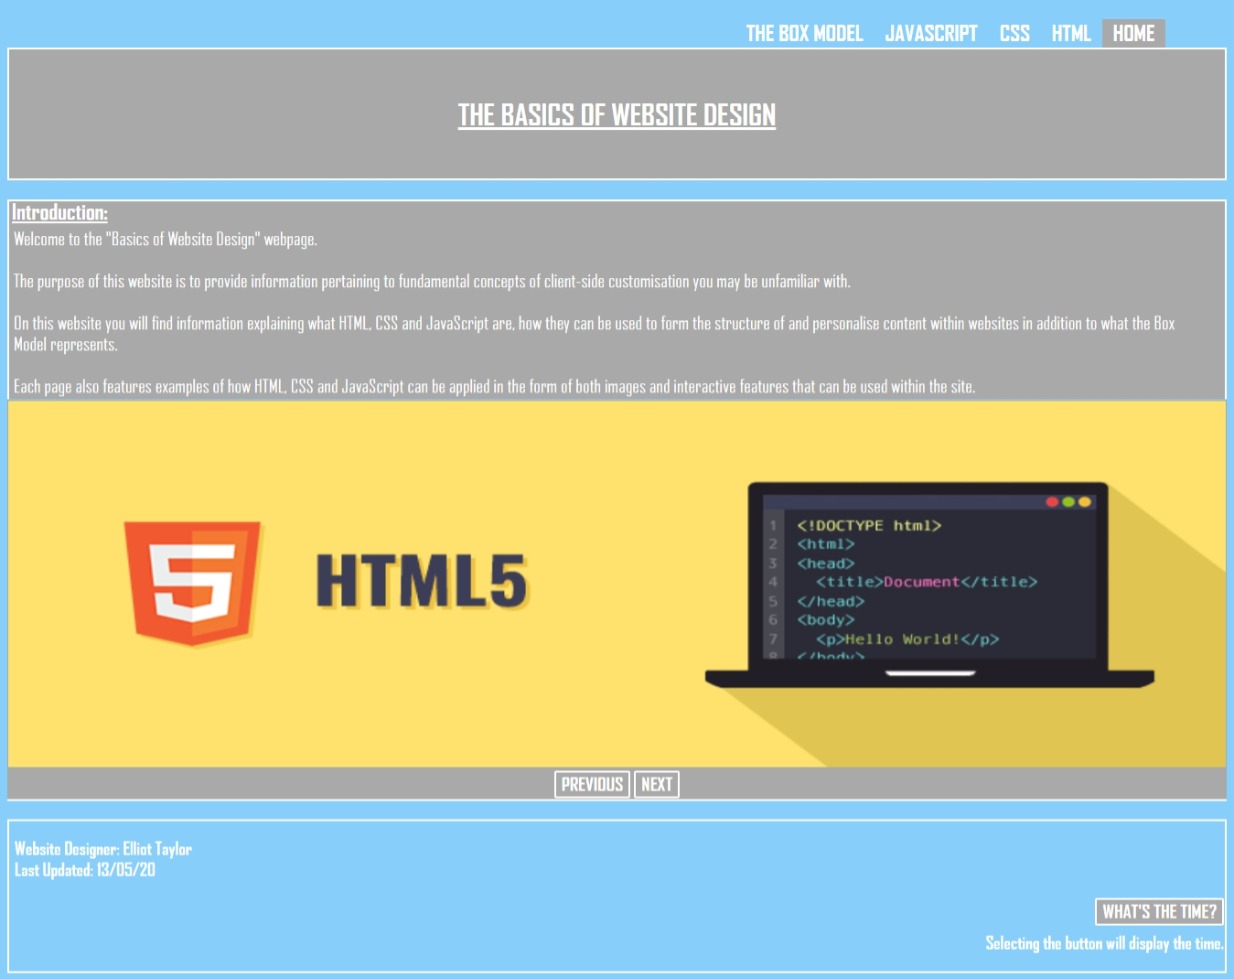 THE BOX MODEL JAVASCRIPT CSS HTML HOME
THE BASICS OF WEBSITE DESIGN
Introduction:
Welcome to the "Basics of Website Design" webpage.
The purpose of this website is to provide information pertaining to fundamental concepts of client-side customisation you may be unfamiliar with.
On this website you will find information explaining what HTML, CSS and JavaScript are, how they can be used to form the structure of and personalise content within websites in addition to what the Box
Model represents.
Each page also features examples of how HTML, CSS and JavaScript can be applied in the form of both images and interactive features that can be used within the site.
5 HTML5
1 <!DOCTYPE html>
2 <html>
3 <head>
4 <title>Document</title>
5 </head>
6 <body>
7 <p>Hello World!</p>
8 </body>
PREVIOUS NEXT
Website Designer: Elliot Taylor
Last Updated: 13/05/20
WHAT'S THE TIME?
Selecting the button will display the time.